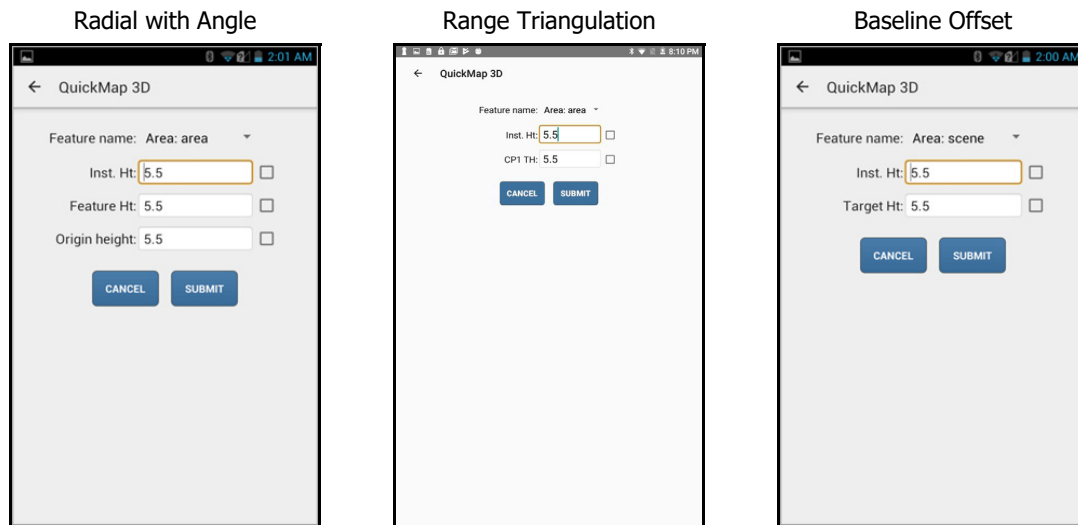 Radial with Angle
2:01 AM
QuickMap 3D
Feature name: Area: area
Inst. Ht: 5.5
Feature Ht: 5.5
Origin height: 5.5
CANCEL SUBMIT
Range Triangulation
8:10 PM
QuickMap 3D
Feature name: Area: area
Inst. Ht: 5.5
CP1 TH: 5.5
CANCEL SUBMIT
Baseline Offset
2:00 AM
QuickMap 3D
Feature name: Area: scene
Inst. Ht: 5.5
Target Ht: 5.5
CANCEL SUBMIT